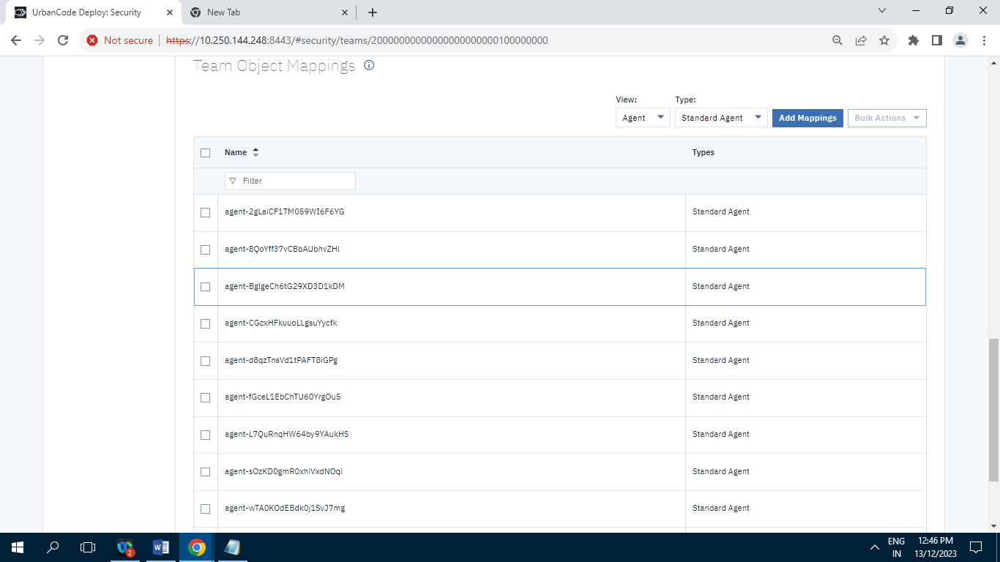 UrbanCode Deploy: Security
New Tab
Not secure
https://10.250.144.248:8443/#security/teams/20000000000000000000000100000000
Team Object Mappings
View:
Type:
Agent
Standard Agent
Add Mappings
Bulk Actions
Name
Types
Filter
agent-2gLaiCF1TM059WI6F6YG
Standard Agent
agent-8QoYff37vCBbAUbhvZHl
Standard Agent
agent-BglgeCh6tG29XD3D1kDM
Standard Agent
agent-CGcxHFkuuoLLgsuYycfk
Standard Agent
agent-d8qzTnsVd1tPAFT8iGPg
Standard Agent
agent-fGceL1EbChTU60YrgOu5
Standard Agent
agent-L7QuRnqHW64by9YAukHS
Standard Agent
agent-sOzKD0gmR0xhiVxdNOqi
Standard Agent
agent-wTA0KOdEBdk0j1SvJ7mg
Standard Agent
2
ENG
IN
12:46 PM
13/12/2023